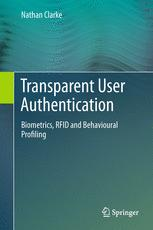 Nathan Clarke
Transparent User
Authentication
Biometrics, RFID and Behavioural
Profiling
Springer